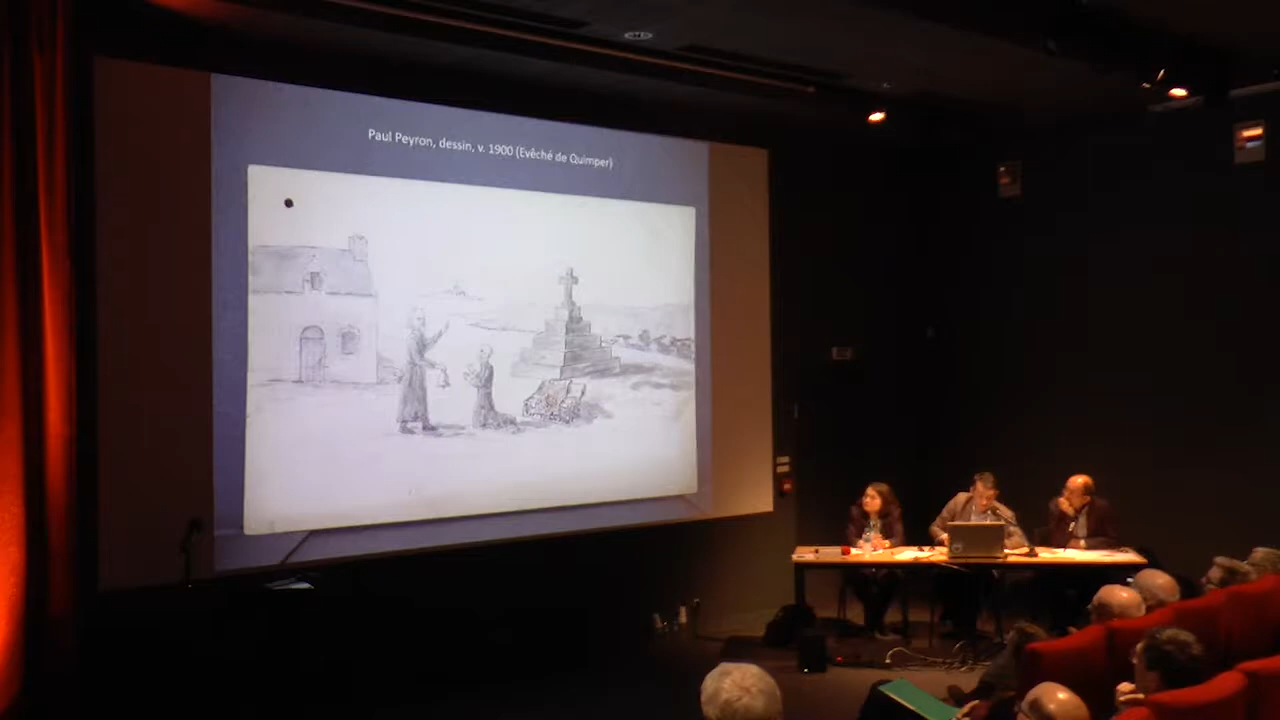 Paul Peyron, dessin, v. 1900 (Evêché de Quimper)